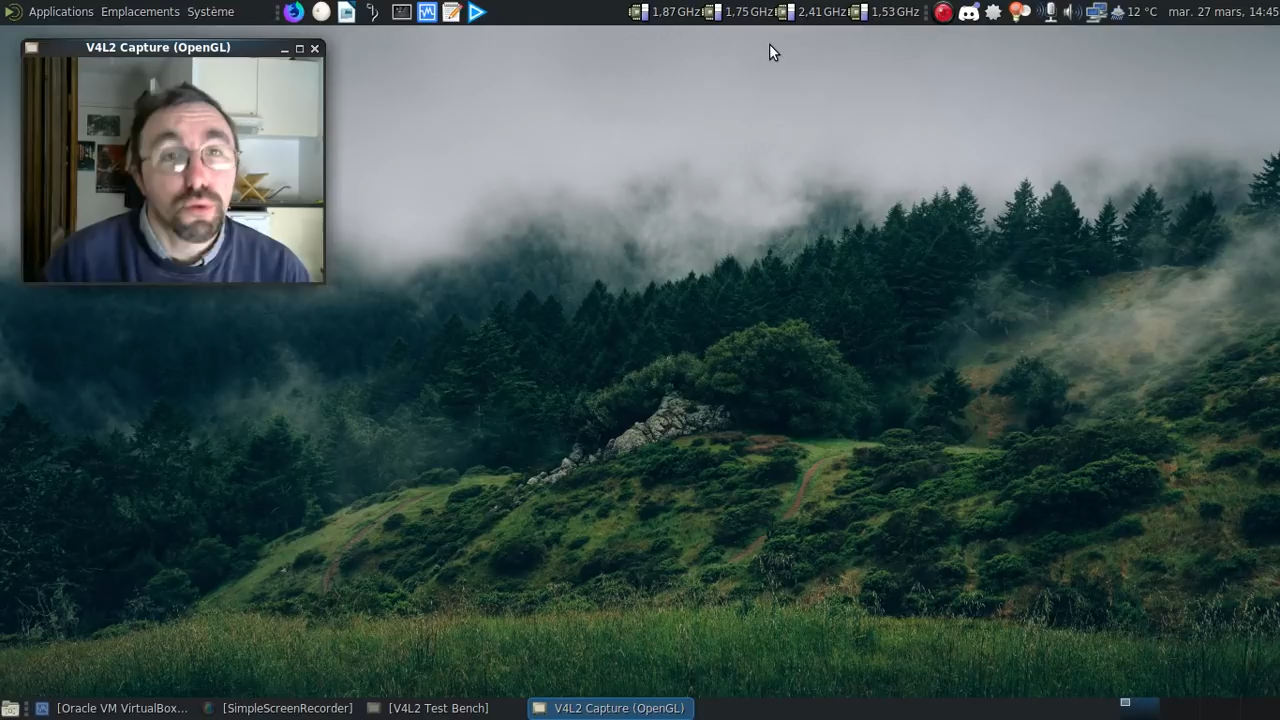 Applications Emplacements Système
1,87 GHz 1,75 GHz 2,41 GHz 1,53 GHz
12 °C mar. 27 mars, 14:45
V4L2 Capture (OpenGL)
[Oracle VM VirtualBox... [SimpleScreenRecorder] [V4L2 Test Bench] V4L2 Capture (OpenGL)